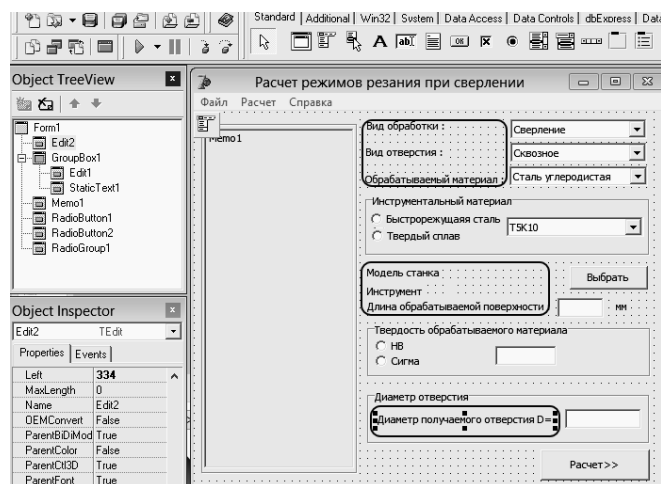 Standard | Additional | Win32 | System | Data Access | Data Controls | dbExpress | Data
Object TreeView
Form1
Edit2
GroupBox1
Edit1
StaticText1
Memo1
RadioButton1
RadioButton2
RadioGroup1
Object Inspector
Edit2 TEdit
Properties Events
Left 334
MaxLength 0
Name Edit2
OEMConvert False
ParentBiDiMod True
ParentColor False
ParentCtl3D True
ParentFont True
Расчет режимов резания при сверлении
Файл Расчет Справка
Memo1
Вид обработки : Сверление
Вид отверстия : Сквозное
Обрабатываемый материал : Сталь углеродистая
Инструментальный материал
Быстрорежущаяя сталь
Твердый сплав
T5K10
Модель станка
Выбрать
Инструмент
Длина обрабатываемой поверхности мм
Твердость обрабатываемого материала
HB
Сигма
Диаметр отверстия
Диаметр получаемого отверстия D=
Расчет>>